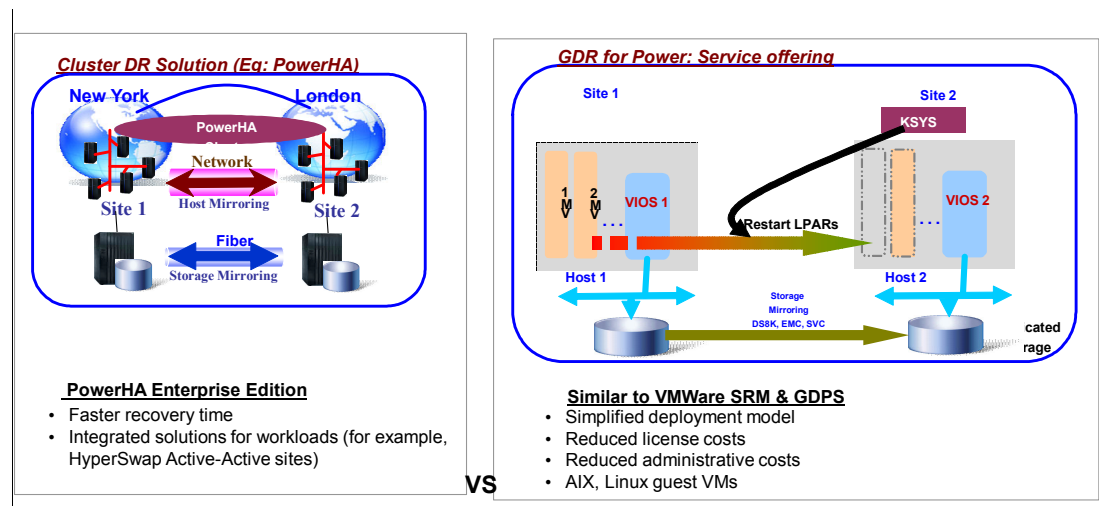 Cluster DR Solution (Eq: PowerHA)
New York
London
PowerHA
Network
Host Mirroring
Site 1
Site 2
Fiber
Storage Mirroring
PowerHA Enterprise Edition
• Faster recovery time
• Integrated solutions for workloads (for example,
HyperSwap Active-Active sites)
VS
GDR for Power: Service offering
Site 1
Site 2
KSYS
1 MV
2 MV
VIOS 1
...
Restart LPARs
...
VIOS 2
Host 1
Host 2
Storage
Mirroring
DS8K, EMC, SVC
icated
rage
Similar to VMWare SRM & GDPS
• Simplified deployment model
• Reduced license costs
• Reduced administrative costs
• AIX, Linux guest VMs